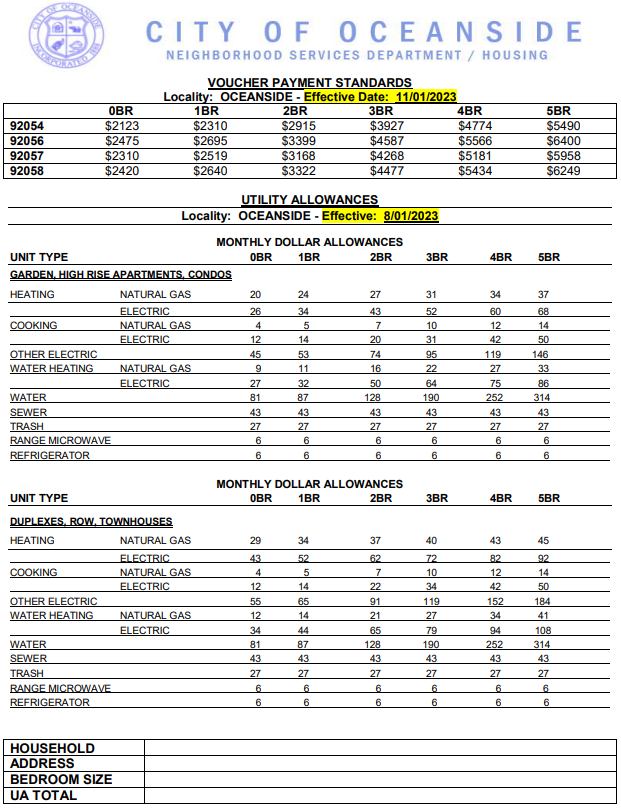 CITY OF OCEANSIDE
INCORPORATED 1888
CITY OF OCEANSIDE
NEIGHBORHOOD SERVICES DEPARTMENT / HOUSING
VOUCHER PAYMENT STANDARDS
Locality: OCEANSIDE - Effective Date: 11/01/2023
0BR 1BR 2BR 3BR 4BR 5BR
92054 $2123 $2310 $2915 $3927 $4774 $5490
92056 $2475 $2695 $3399 $4587 $5566 $6400
92057 $2310 $2519 $3168 $4268 $5181 $5958
92058 $2420 $2640 $3322 $4477 $5434 $6249
UTILITY ALLOWANCES
Locality: OCEANSIDE - Effective: 8/01/2023
MONTHLY DOLLAR ALLOWANCES
UNIT TYPE 0BR 1BR 2BR 3BR 4BR 5BR
GARDEN, HIGH RISE APARTMENTS, CONDOS
HEATING NATURAL GAS 20 24 27 31 34 37
ELECTRIC 26 34 43 52 60 68
COOKING NATURAL GAS 4 5 7 10 12 14
ELECTRIC 12 14 20 31 42 50
OTHER ELECTRIC 45 53 74 95 119 146
WATER HEATING NATURAL GAS 9 11 16 22 27 33
ELECTRIC 27 32 50 64 75 86
WATER 81 87 128 190 252 314
SEWER 43 43 43 43 43 43
TRASH 27 27 27 27 27 27
RANGE MICROWAVE 6 6 6 6 6 6
REFRIGERATOR 6 6 6 6 6 6
MONTHLY DOLLAR ALLOWANCES
UNIT TYPE 0BR 1BR 2BR 3BR 4BR 5BR
DUPLEXES, ROW, TOWNHOUSES
HEATING NATURAL GAS 29 34 37 40 43 45
ELECTRIC 43 52 62 72 82 92
COOKING NATURAL GAS 4 5 7 10 12 14
ELECTRIC 12 14 22 34 42 50
OTHER ELECTRIC 55 65 91 119 152 184
WATER HEATING NATURAL GAS 12 14 21 27 34 41
ELECTRIC 34 44 65 79 94 108
WATER 81 87 128 190 252 314
SEWER 43 43 43 43 43 43
TRASH 27 27 27 27 27 27
RANGE MICROWAVE 6 6 6 6 6 6
REFRIGERATOR 6 6 6 6 6 6
HOUSEHOLD
ADDRESS
BEDROOM SIZE
UA TOTAL